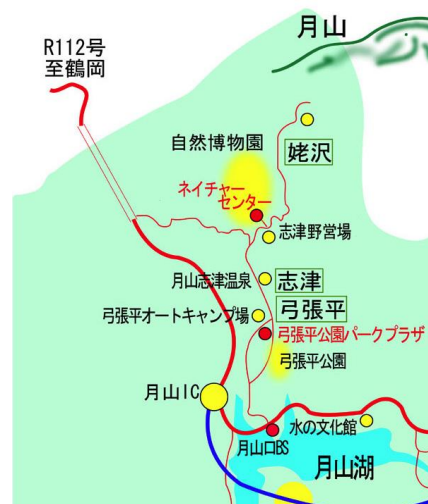 月山
R112号
至鶴岡
自然博物園
姥沢
ネイチャー
センター
志津野営場
月山志津温泉
志津
弓張平
弓張平オートキャンプ場
弓張平公園パークプラザ
弓張平公園
月山IC
水の文化館
月山口BS
月山湖